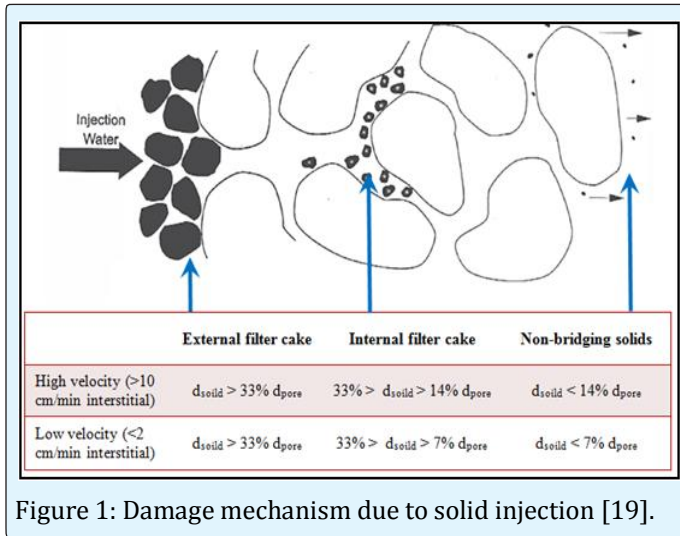 Injection
Water
External filter cake Internal filter cake Non-bridging solids
High velocity (>10 cm/min interstitial) dsoild > 33% dpore 33% > dsoild > 14% dpore dsoild < 14% dpore
Low velocity (<2 cm/min interstitial) dsoild > 33% dpore 33% > dsoild > 7% dpore dsoild < 7% dpore
Figure 1: Damage mechanism due to solid injection [19].